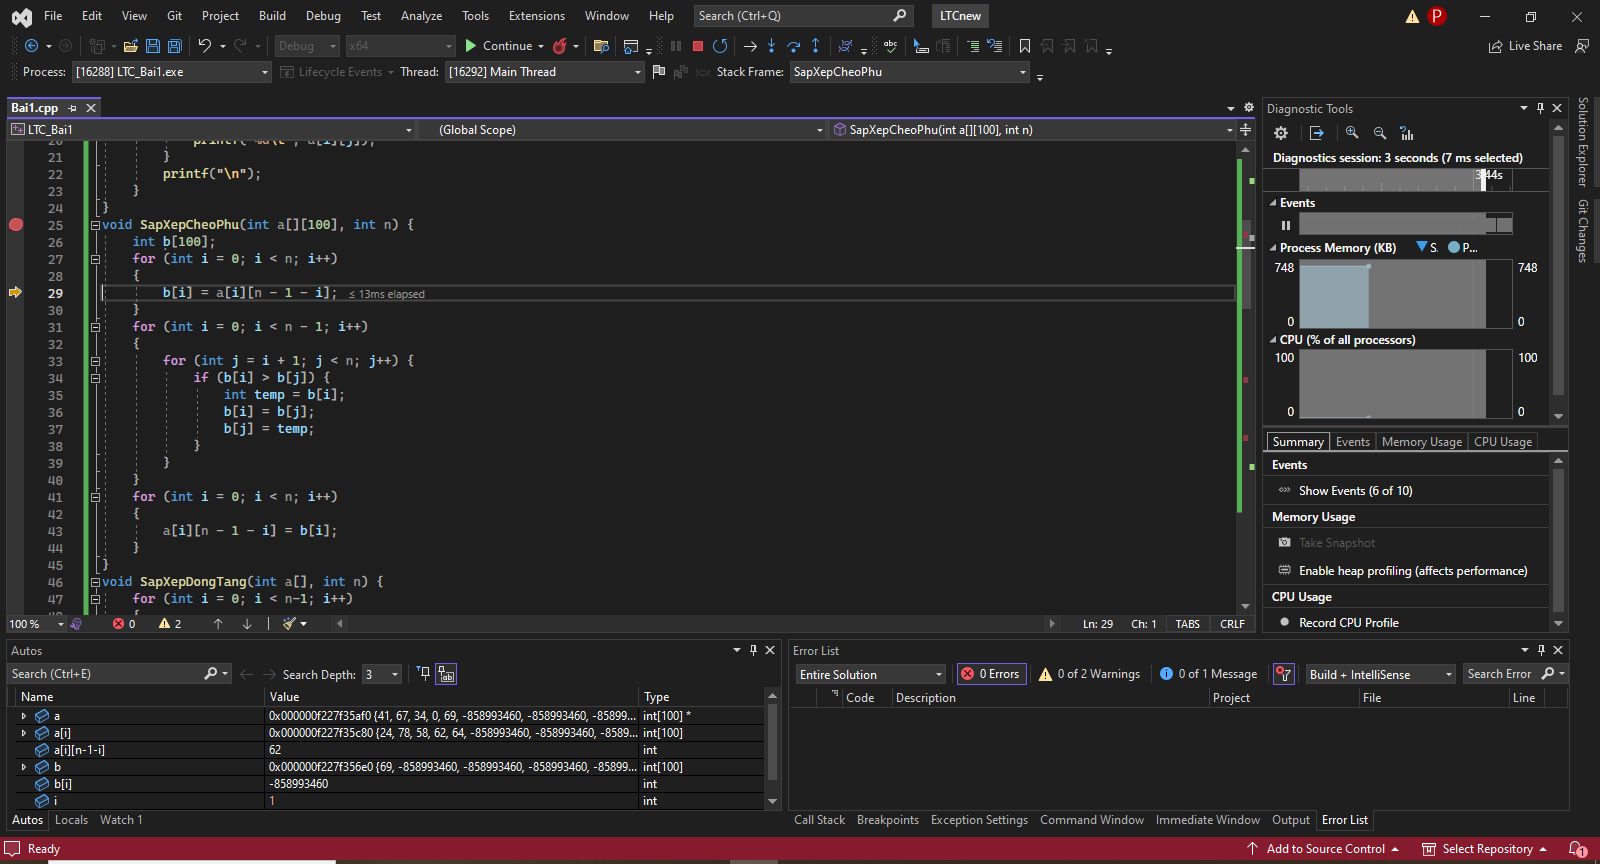 File Edit View Git Project Build Debug Test Analyze Tools Extensions Window Help Search (Ctrl+Q) LTCnew P
Debug x64 Continue abc Live Share
Process: [16288] LTC_Bai1.exe Lifecycle Events Thread: [16292] Main Thread Stack Frame: SapXepCheoPhu
Bai1.cpp
LTC_Bai1 (Global Scope) SapXepCheoPhu(int a[][100], int n)
21 }
22 printf("\n");
23 }
24 }
25 void SapXepCheoPhu(int a[][100], int n) {
26 int b[100];
27 for (int i = 0; i < n; i++)
28 {
29 b[i] = a[i][n - 1 - i]; ≤ 13ms elapsed
30 }
31 for (int i = 0; i < n - 1; i++)
32 {
33 for (int j = i + 1; j < n; j++) {
34 if (b[i] > b[j]) {
35 int temp = b[i];
36 b[i] = b[j];
37 b[j] = temp;
38 }
39 }
40 }
41 for (int i = 0; i < n; i++)
42 {
43 a[i][n - 1 - i] = b[i];
44 }
45 }
46 void SapXepDongTang(int a[], int n) {
47 for (int i = 0; i < n-1; i++)
100 % 0 2 Ln: 29 Ch: 1 TABS CRLF
Diagnostic Tools
Diagnostics session: 3 seconds (7 ms selected)
Events
Process Memory (KB) S. P...
748 748
0 0
CPU (% of all processors)
100 100
0 0
Summary Events Memory Usage CPU Usage
Events
Show Events (6 of 10)
Memory Usage
Take Snapshot
Enable heap profiling (affects performance)
CPU Usage
Record CPU Profile
Solution Explorer
Git Changes
Autos
Search (Ctrl+E) Search Depth: 3
Name Value Type
a 0x000000f227f35af0 {41, 67, 34, 0, 69, -858993460, -858993460, -85899... int[100] *
a[i] 0x000000f227f35c80 {24, 78, 58, 62, 64, -858993460, -858993460, -8589... int[100]
a[i][n-1-i] 62 int
b 0x000000f227f356e0 {69, -858993460, -858993460, -858993460, -85899... int[100]
b[i] -858993460 int
i 1 int
Autos Locals Watch 1
Error List
Entire Solution 0 Errors 0 of 2 Warnings 0 of 1 Message Build + IntelliSense Search Error
Code Description Project File Line
Call Stack Breakpoints Exception Settings Command Window Immediate Window Output Error List
Ready Add to Source Control Select Repository 1